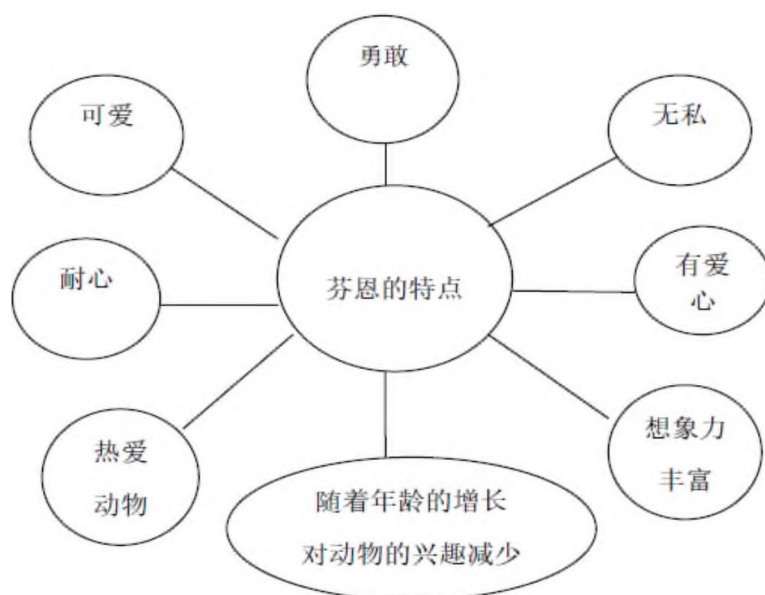 勇敢
可爱
无私
耐心
芬恩的特点
有爱
心
热爱
动物
想象力
丰富
随着年龄的增长
对动物的兴趣减少